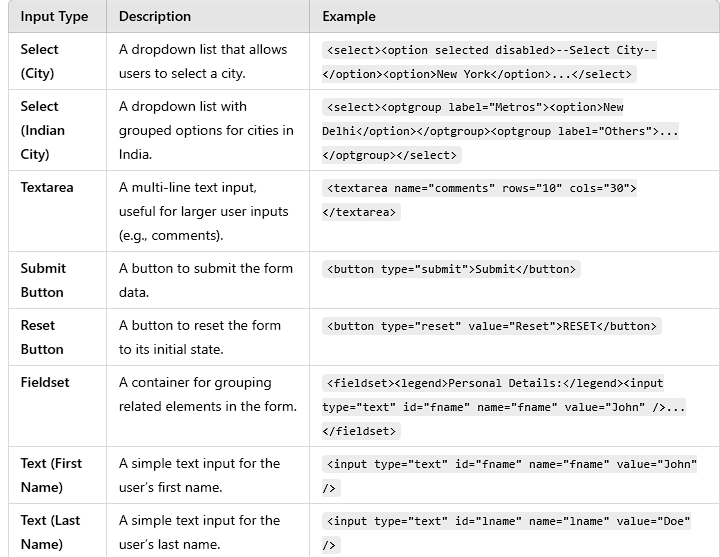 Input Type Description Example
Select A dropdown list that allows <select><option selected disabled>--Select City--
(City) users to select a city. </option><option>New York</option>...</select>
Select A dropdown list with <select><optgroup label="Metros"><option>New
(Indian grouped options for cities in Delhi</option></optgroup><optgroup label="Others">...
City) India. </optgroup></select>
Textarea A multi-line text input, <textarea name="comments" rows="10" cols="30">
useful for larger user inputs </textarea>
(e.g., comments).
Submit A button to submit the form <button type="submit">Submit</button>
Button data.
Reset A button to reset the form <button type="reset" value="Reset">RESET</button>
Button to its initial state.
Fieldset A container for grouping <fieldset><legend>Personal Details:</legend><input
related elements in the form. type="text" id="fname" name="fname" value="John" />...
</fieldset>
Text (First A simple text input for the <input type="text" id="fname" name="fname" value="John"
Name) user's first name. />
Text (Last A simple text input for the <input type="text" id="lname" name="lname" value="Doe"
Name) user's last name. />